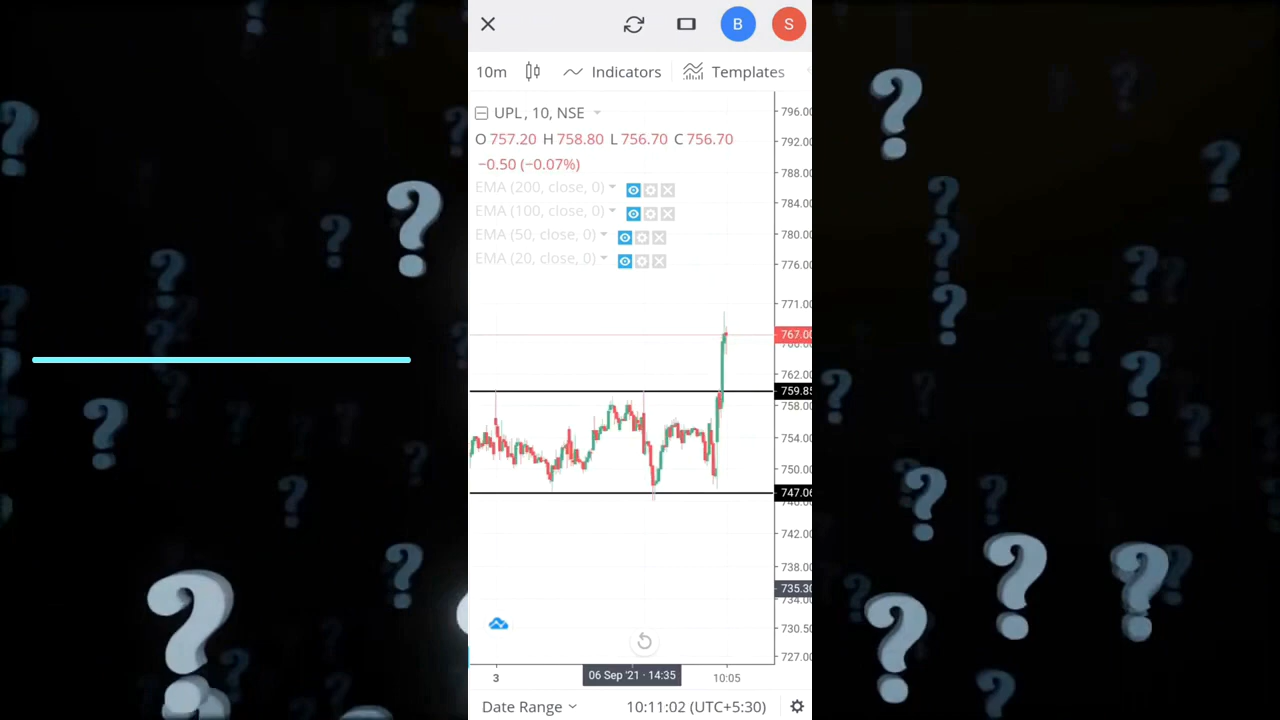 B
S
10m
Indicators
Templates
UPL, 10, NSE
O 757.20 H 758.80 L 756.70 C 756.70
−0.50 (−0.07%)
EMA (200, close, 0)
EMA (100, close, 0)
EMA (50, close, 0)
EMA (20, close, 0)
796.00
792.00
788.00
784.00
780.00
776.00
771.00
767.00
762.00
759.85
758.00
754.00
750.00
747.06
742.00
738.00
735.30
734.00
730.50
727.00
3
06 Sep '21 · 14:35
10:05
Date Range
10:11:02 (UTC+5:30)